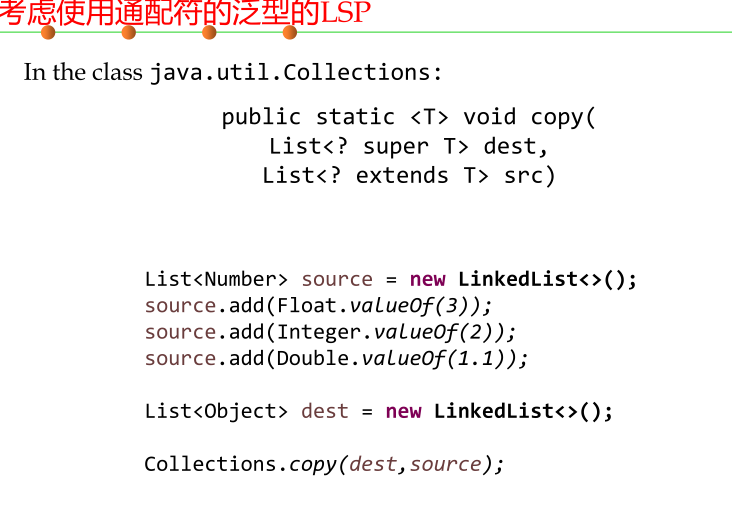 考虑使用通配符的泛型的LSP
In the class java.util.Collections:
public static <T> void copy(
List<? super T> dest,
List<? extends T> src)
List<Number> source = new LinkedList<>();
source.add(Float.valueOf(3));
source.add(Integer.valueOf(2));
source.add(Double.valueOf(1.1));
List<Object> dest = new LinkedList<>();
Collections.copy(dest,source);